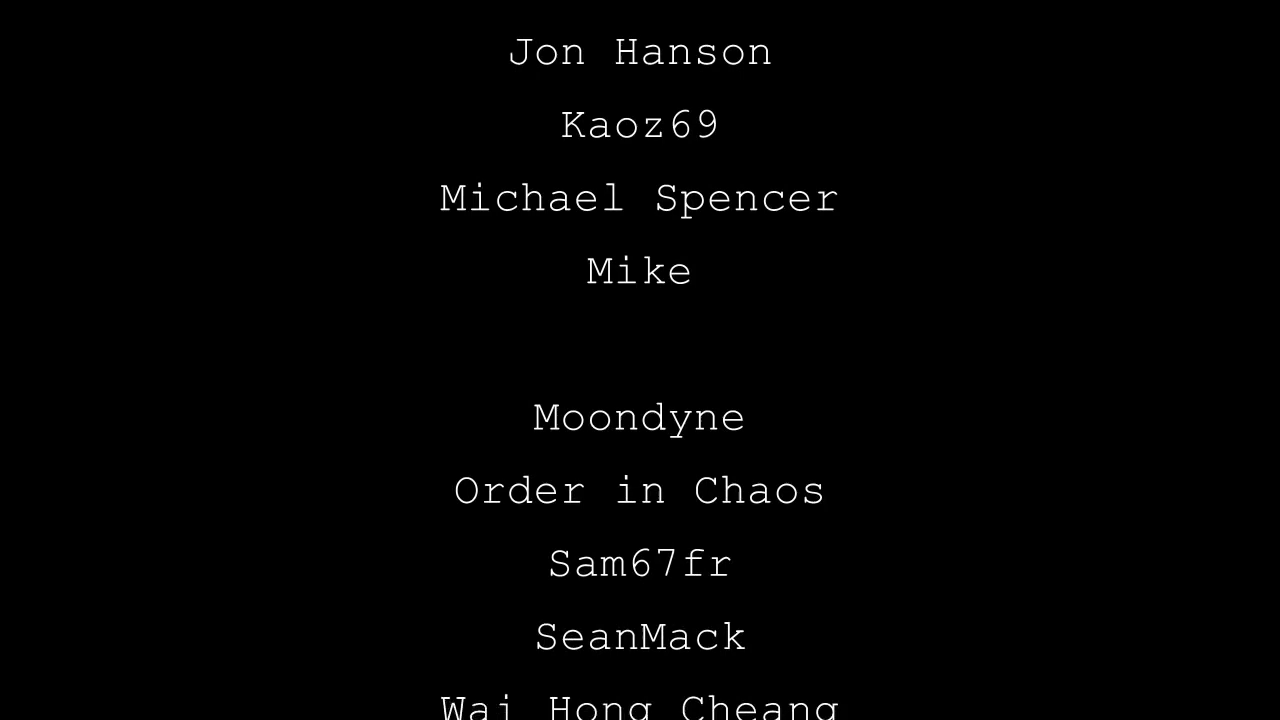 Jon Hanson
Kaoz69
Michael Spencer
Mike
Moondyne
Order in Chaos
Sam67fr
SeanMack
Wai Hong Cheang